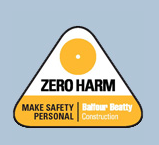 ZERO HARM
MAKE SAFETY
PERSONAL
Balfour Beatty
Construction